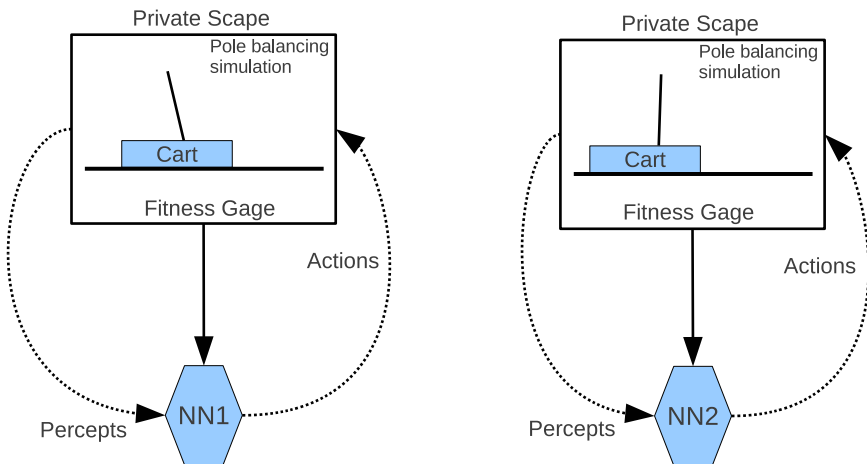 Private Scape
Pole balancing
simulation
Cart
Fitness Gage
Actions
NN1
Percepts
Private Scape
Pole balancing
simulation
Cart
Fitness Gage
Actions
NN2
Percepts